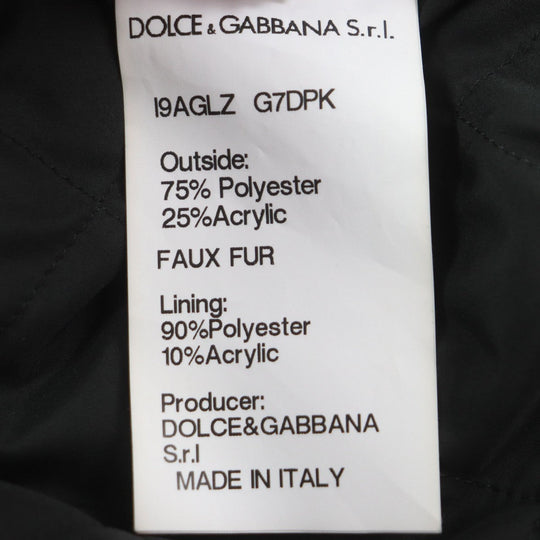 DOLCE & GABBANA S.r.l.
I9AGLZ G7DPK
Outside:
75% Polyester
25%Acrylic
FAUX FUR
Lining:
90%Polyester
10%Acrylic
Producer:
DOLCE&GABBANA
S.r.l
MADE IN ITALY